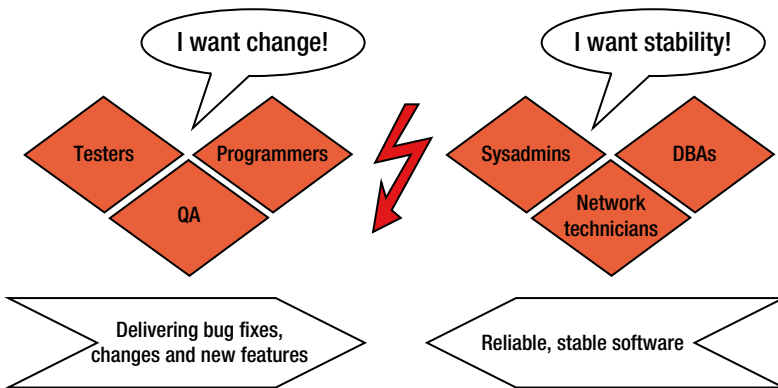 I want change!
I want stability!
Testers
Programmers
QA
Sysadmins
DBAs
Network
technicians
Delivering bug fixes,
changes and new features
Reliable, stable software